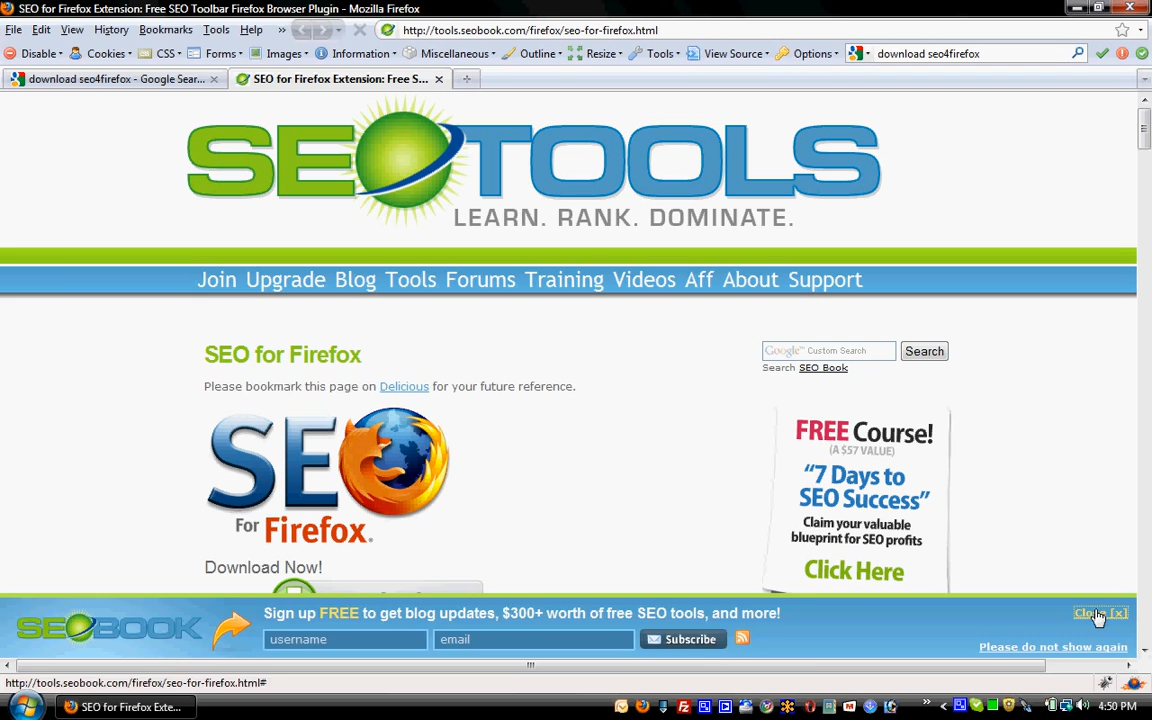 SEO for Firefox Extension: Free SEO Toolbar Firefox Browser Plugin - Mozilla Firefox
File Edit View History Bookmarks Tools Help » http://tools.seobook.com/firefox/seo-for-firefox.html
Disable Cookies CSS Forms Images Information Miscellaneous Outline Resize Tools View Source Options download seo4firefox
download seo4firefox - Google Sear... SEO for Firefox Extension: Free S...
SEOTOOLS
LEARN. RANK. DOMINATE.
Join Upgrade Blog Tools Forums Training Videos Aff About Support
SEO for Firefox
Google™ Custom Search Search
Search SEO Book
Please bookmark this page on Delicious for your future reference.
SEO
For Firefox.
FREE Course!
(A $57 VALUE)
"7 Days to
SEO Success"
Claim your valuable
blueprint for SEO profits
Click Here
Download Now!
SEOBOOK
Sign up FREE to get blog updates, $300+ worth of free SEO tools, and more!
username email Subscribe
[x]
Please do not show again
http://tools.seobook.com/firefox/seo-for-firefox.html#
SEO for Firefox Exte... 4:50 PM